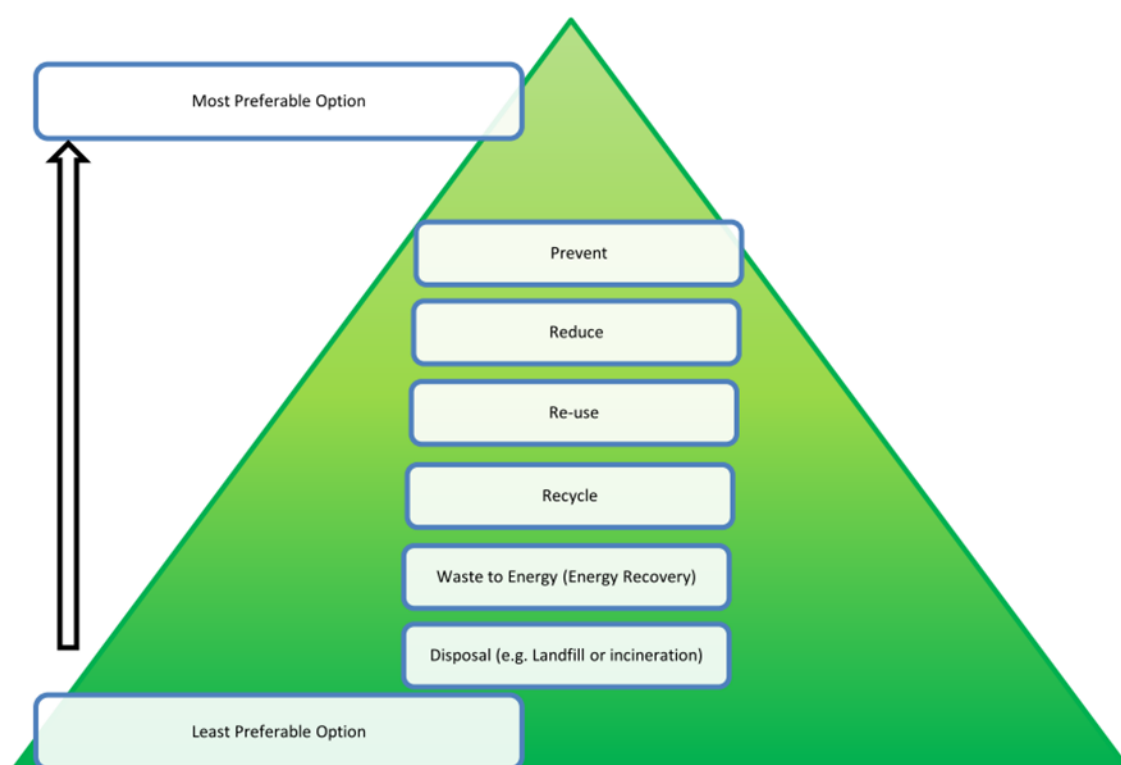 Most Preferable Option
Prevent
Reduce
Re-use
Recycle
Waste to Energy (Energy Recovery)
Disposal (e.g. Landfill or incineration)
Least Preferable Option